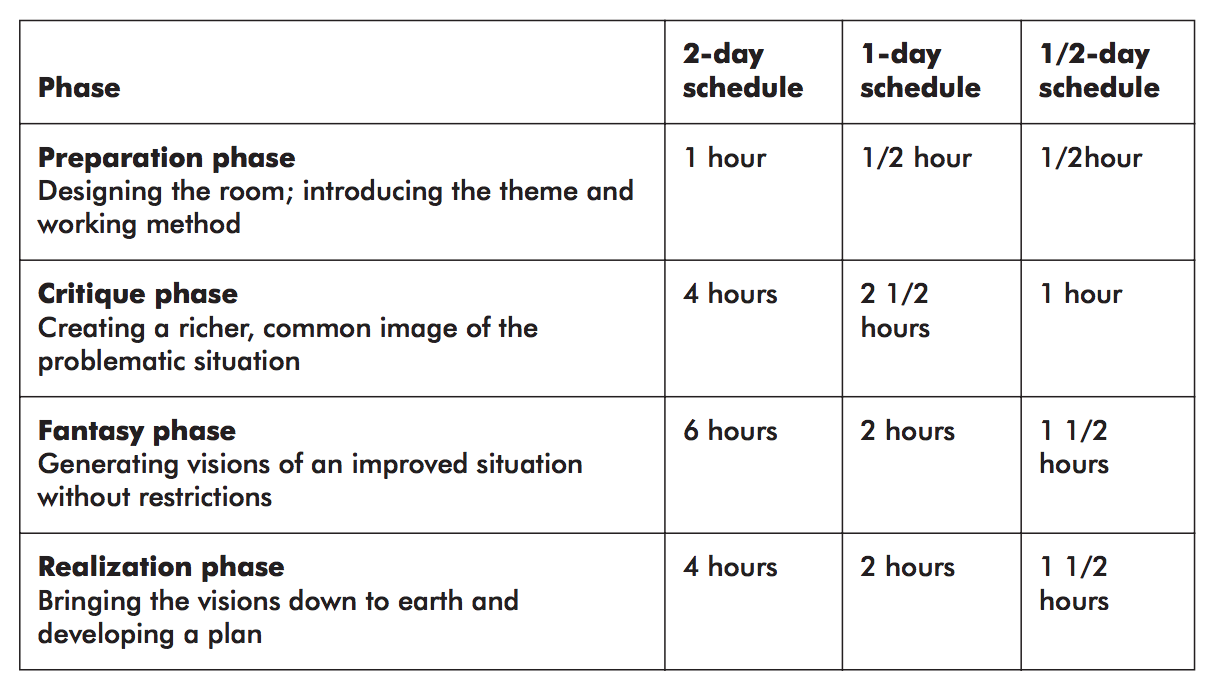 Phase
2-day
schedule
1-day
schedule
1/2-day
schedule
Preparation phase
Designing the room; introducing the theme and
working method
1 hour
1/2 hour
1/2hour
Critique phase
Creating a richer, common image of the
problematic situation
4 hours
2 1/2
hours
1 hour
Fantasy phase
Generating visions of an improved situation
without restrictions
6 hours
2 hours
1 1/2
hours
Realization phase
Bringing the visions down to earth and
developing a plan
4 hours
2 hours
1 1/2
hours